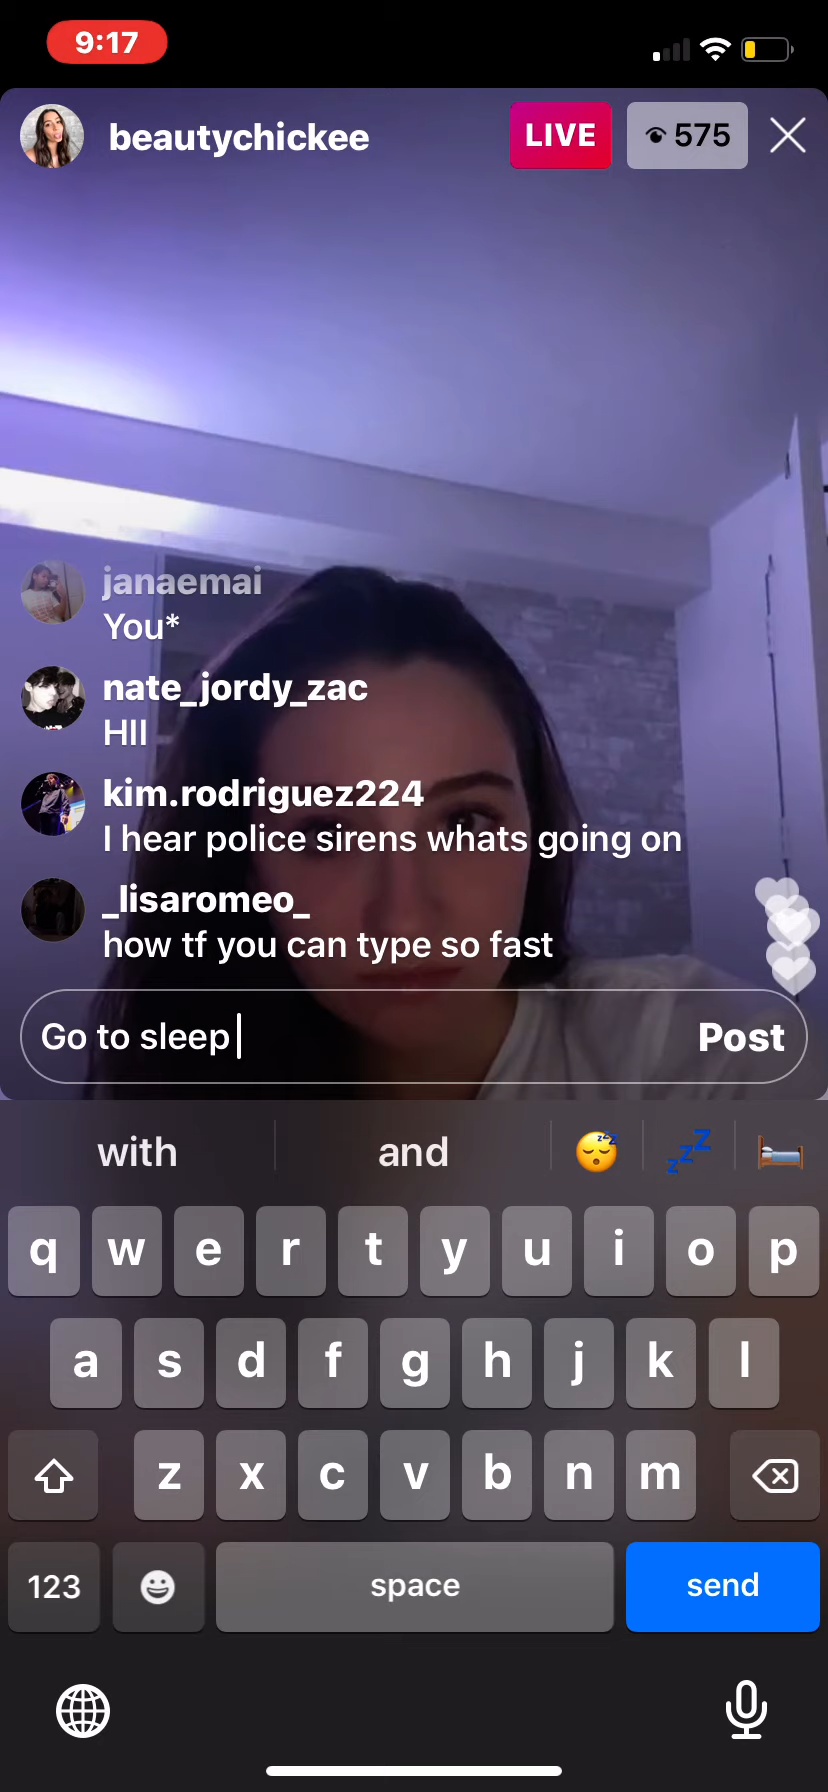 9:17
beautychickee
LIVE
575
janaemai
You*
nate_jordy_zac
HII
kim.rodriguez224
I hear police sirens whats going on
_lisaromeo_
how tf you can type so fast
Go to sleep
Post
with and
q w e r t y u i o p
a s d f g h j k l
z x c v b n m
123 space send